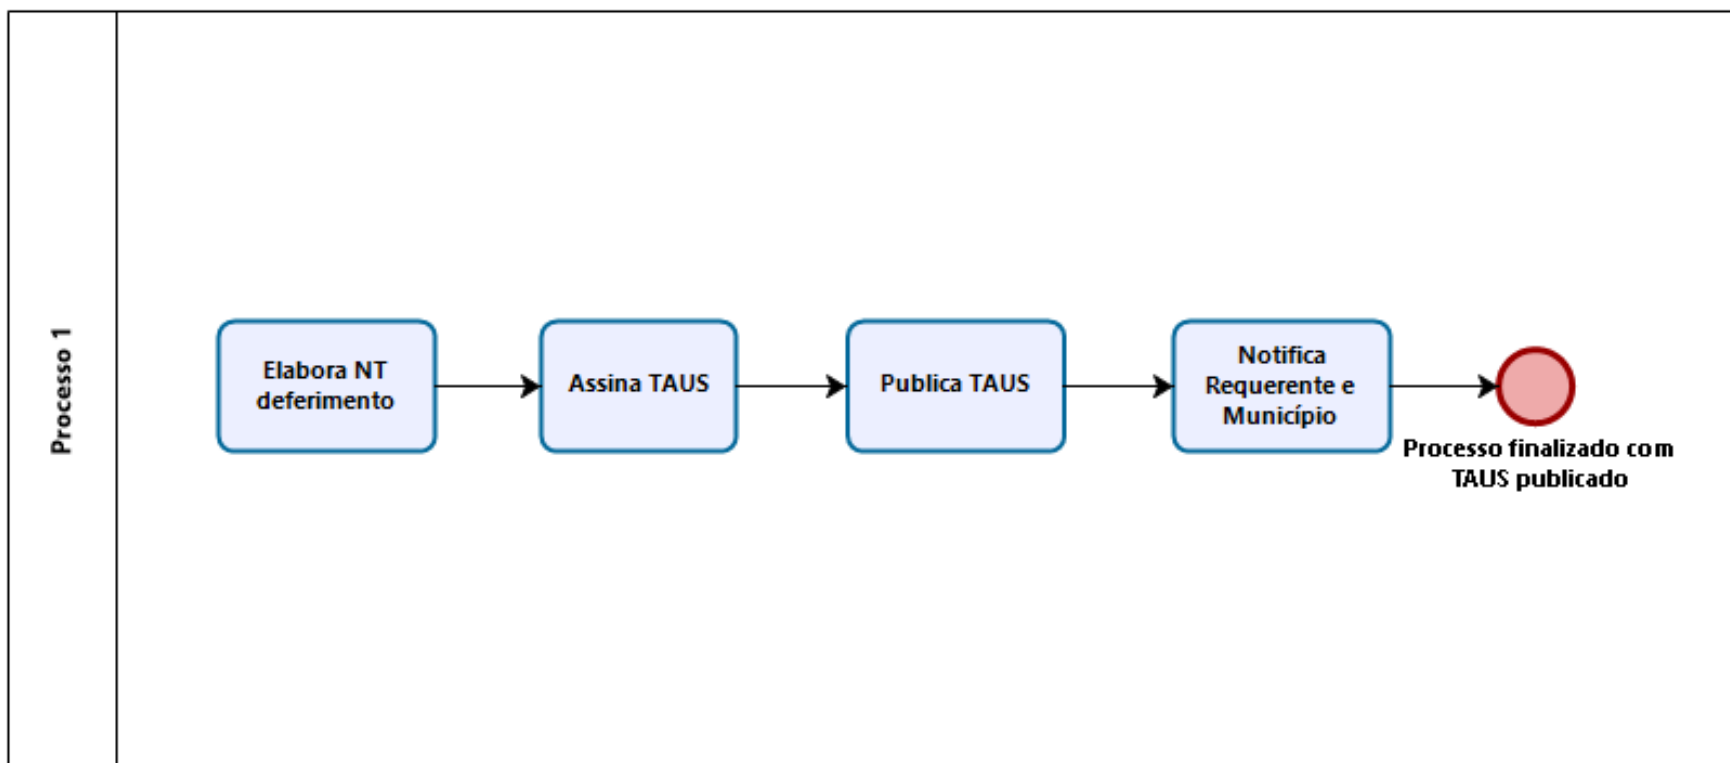 Processo 1
Elabora NT
deferimento
Assina TAUS
Publica TAUS
Notifica
Requerente e
Município
Processo finalizado com
TAUS publicado